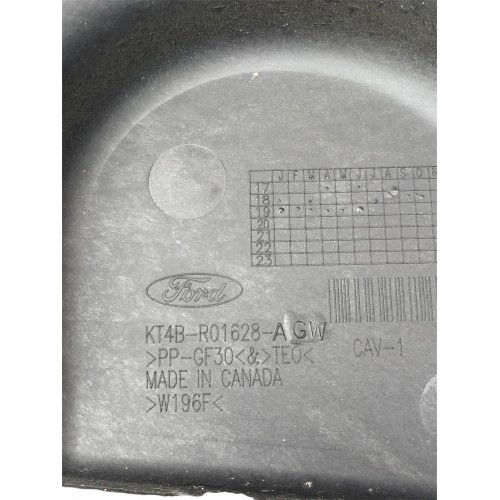 J F M A M J J A S O N
17
18
19
20
21
22
23
Ford
KT4B-R01628-AGW
>PP-GF30<&>TEO<
CAV-1
MADE IN CANADA
>W196F<